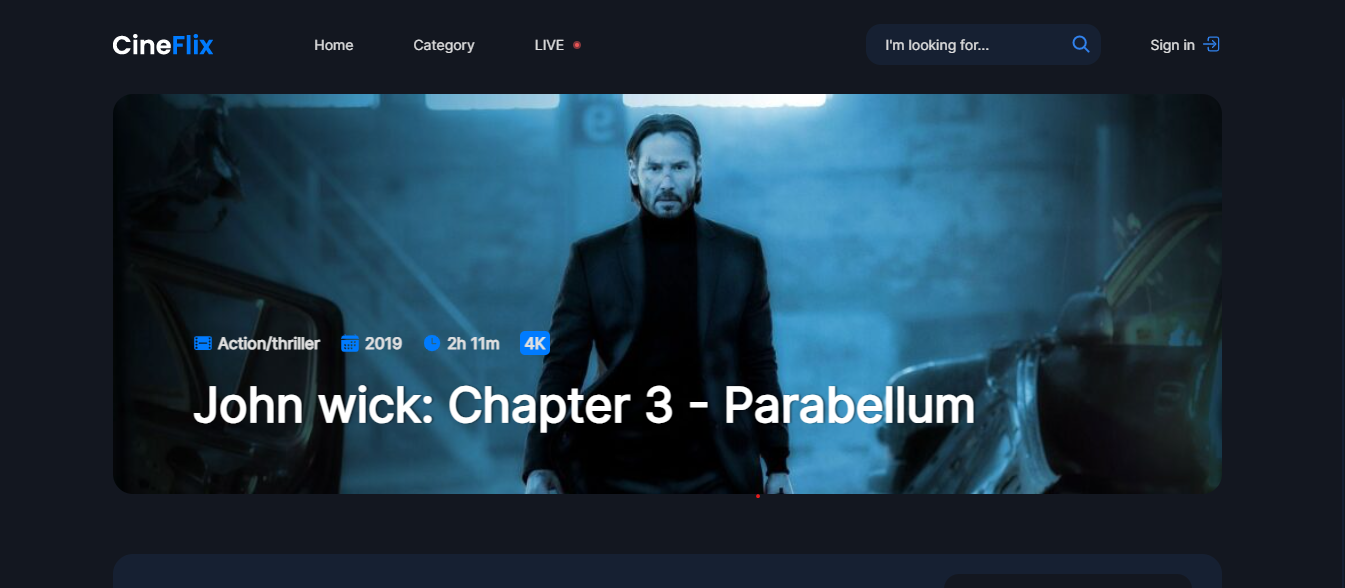 CineFlix Home Category LIVE I'm looking for... Sign in
e
Action/thriller 2019 2h 11m 4K
John wick: Chapter 3 - Parabellum